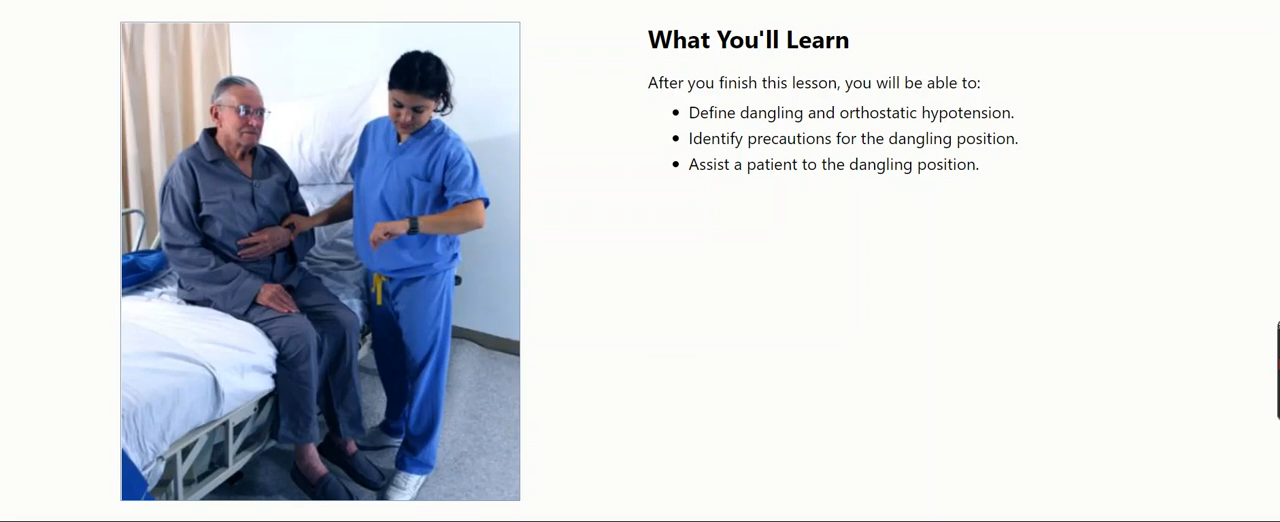 What You'll Learn
After you finish this lesson, you will be able to:
• Define dangling and orthostatic hypotension.
• Identify precautions for the dangling position.
• Assist a patient to the dangling position.